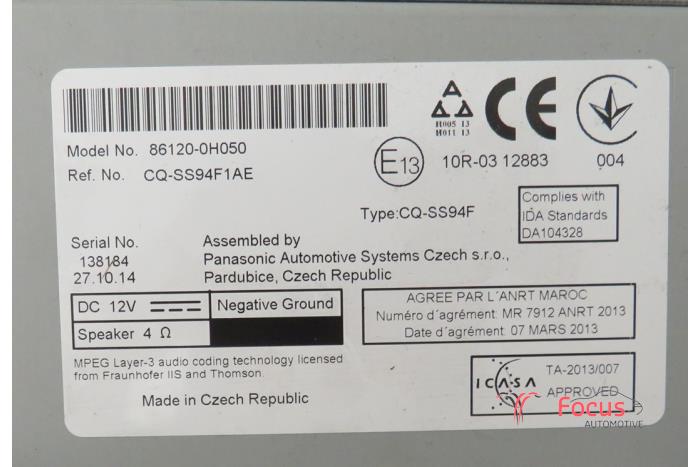 H005 13
H011 13
CE
Model No. 86120-0H050
E13 10R-03 12883 004
Ref. No. CQ-SS94F1AE
Type:CQ-SS94F
Complies with
IDA Standards
DA104328
Serial No.
138184
27.10.14
Assembled by
Panasonic Automotive Systems Czech s.r.o.,
Pardubice, Czech Republic
DC 12V
Negative Ground
Speaker 4 Ω
AGREE PAR L´ANRT MAROC
Numéro d´agrément: MR 7912 ANRT 2013
Date d´agrément: 07 MARS 2013
MPEG Layer-3 audio coding technology licensed
from Fraunhofer IIS and Thomson.
Made in Czech Republic
ICASA
TA-2013/007
APPROVED
Focus
AUTOMOTIVE